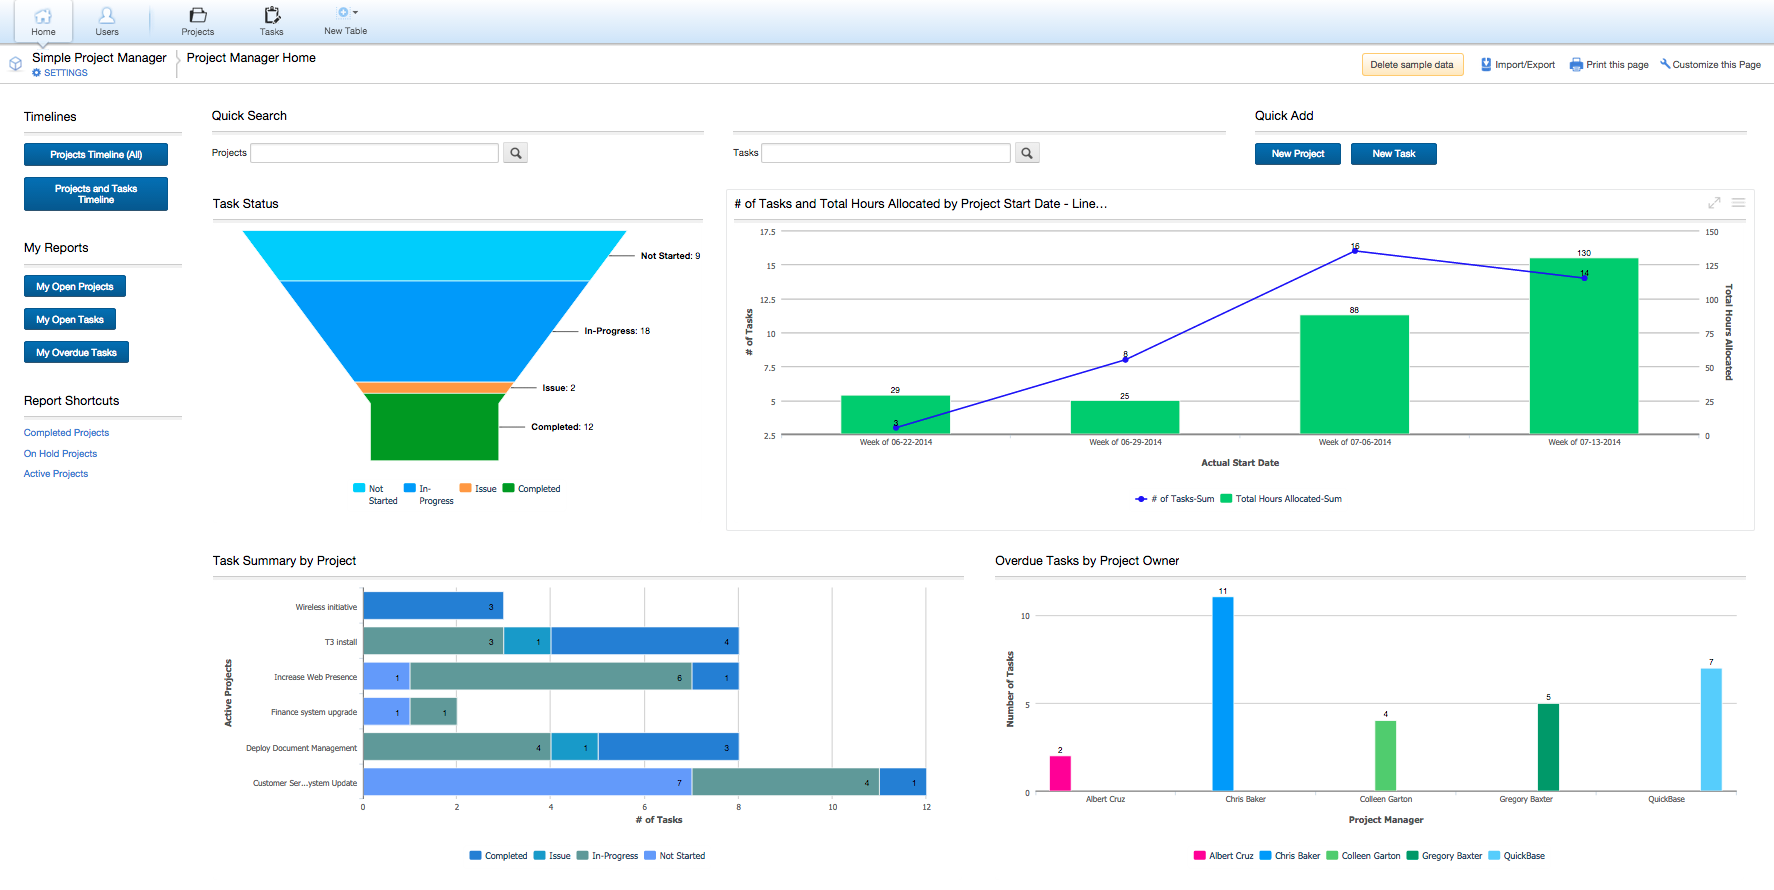 Home
Users
Projects
Tasks
New Table
Simple Project Manager
SETTINGS
Project Manager Home
Delete sample data
Import/Export
Print this page
Customize this Page
Timelines
Projects Timeline (All)
Projects and Tasks
Timeline
My Reports
My Open Projects
My Open Tasks
My Overdue Tasks
Report Shortcuts
Completed Projects
On Hold Projects
Active Projects
Quick Search
Projects
Tasks
Quick Add
New Project
New Task
Task Status
Not Started: 9
In-Progress: 18
Issue: 2
Completed: 12
Not
Started
In-
Progress
Issue
Completed
# of Tasks and Total Hours Allocated by Project Start Date - Line...
# of Tasks
17.5
15
12.5
10
7.5
5
2.5
Total Hours Allocated
150
125
100
75
50
25
0
29
3
25
8
88
16
130
14
Week of 06-22-2014
Week of 06-29-2014
Week of 07-06-2014
Week of 07-13-2014
Actual Start Date
# of Tasks-Sum
Total Hours Allocated-Sum
Task Summary by Project
Active Projects
Wireless initiative
3
T3 install
3 1 4
Increase Web Presence
1 6 1
Finance system upgrade
1 1
Deploy Document Management
4 1 3
Customer Ser...ystem Update
7 4 1
0 2 4 6 8 10 12
# of Tasks
Completed
Issue
In-Progress
Not Started
Overdue Tasks by Project Owner
Number of Tasks
10
5
0
2
11
4
5
7
Albert Cruz
Chris Baker
Colleen Garton
Gregory Baxter
QuickBase
Project Manager
Albert Cruz
Chris Baker
Colleen Garton
Gregory Baxter
QuickBase